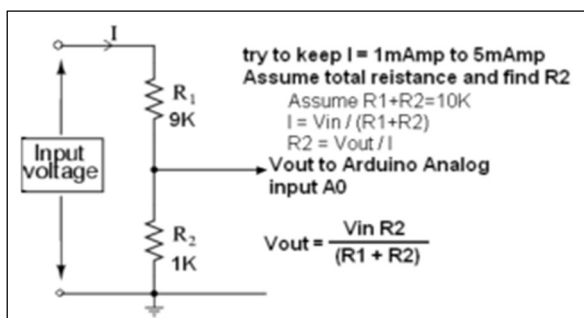 I
try to keep I = 1mAmp to 5mAmp
Assume total reistance and find R2
Assume R1+R2=10K
I = Vin / (R1+R2)
R2 = Vout / I
R1
9K
Input
voltage
Vout to Arduino Analog
input A0
R2
1K
Vout = Vin R2
(R1 + R2)